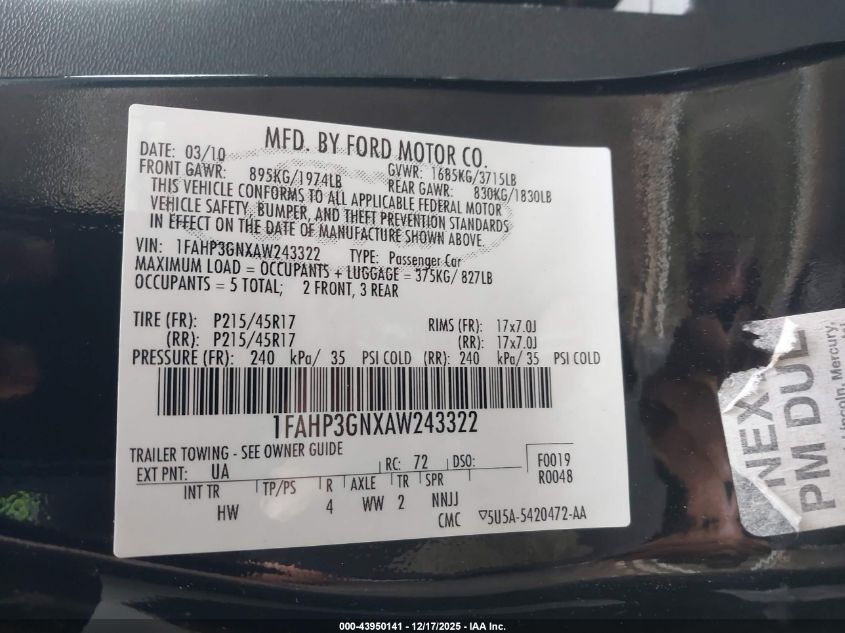 MFD. BY FORD MOTOR CO.
DATE: 03/10 GVWR: 1685KG/3715LB
FRONT GAWR: 895KG/1974LB REAR GAWR: 830KG/1830LB
THIS VEHICLE CONFORMS TO ALL APPLICABLE FEDERAL MOTOR
VEHICLE SAFETY, BUMPER, AND THEFT PREVENTION STANDARDS
IN EFFECT ON THE DATE OF MANUFACTURE SHOWN ABOVE.
VIN: 1FAHP3GNXAW243322 TYPE: Passenger Car
MAXIMUM LOAD = OCCUPANTS + LUGGAGE = 375KG/ 827LB
OCCUPANTS = 5 TOTAL; 2 FRONT, 3 REAR
TIRE (FR): P215/45R17 RIMS (FR): 17x7.0J
(RR): P215/45R17 (RR): 17x7.0J
PRESSURE (FR): 240 kPa/ 35 PSI COLD (RR): 240 kPa/ 35 PSI COLD
1FAHP3GNXAW243322
TRAILER TOWING - SEE OWNER GUIDE
EXT PNT: UA RC: 72 DSO: F0019
R0048
INT TR TP/PS R AXLE TR SPR
HW 4 WW 2 NNJJ
CMC ▽5U5A-5420472-AA
NEX
PM DUE
Lincoln, Mercury,
000-43950141 - 12/17/2025 - IAA Inc.